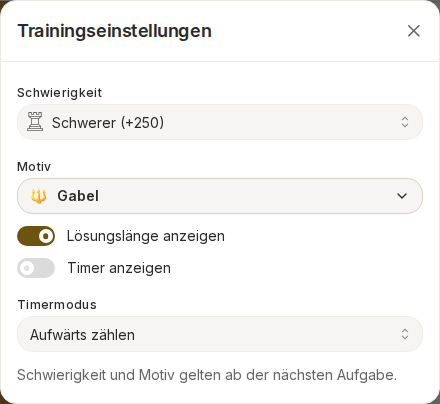 Trainingseinstellungen
Schwierigkeit
Schwerer (+250)
Motiv
Gabel
Lösungslänge anzeigen
Timer anzeigen
Timermodus
Aufwärts zählen
Schwierigkeit und Motiv gelten ab der nächsten Aufgabe.